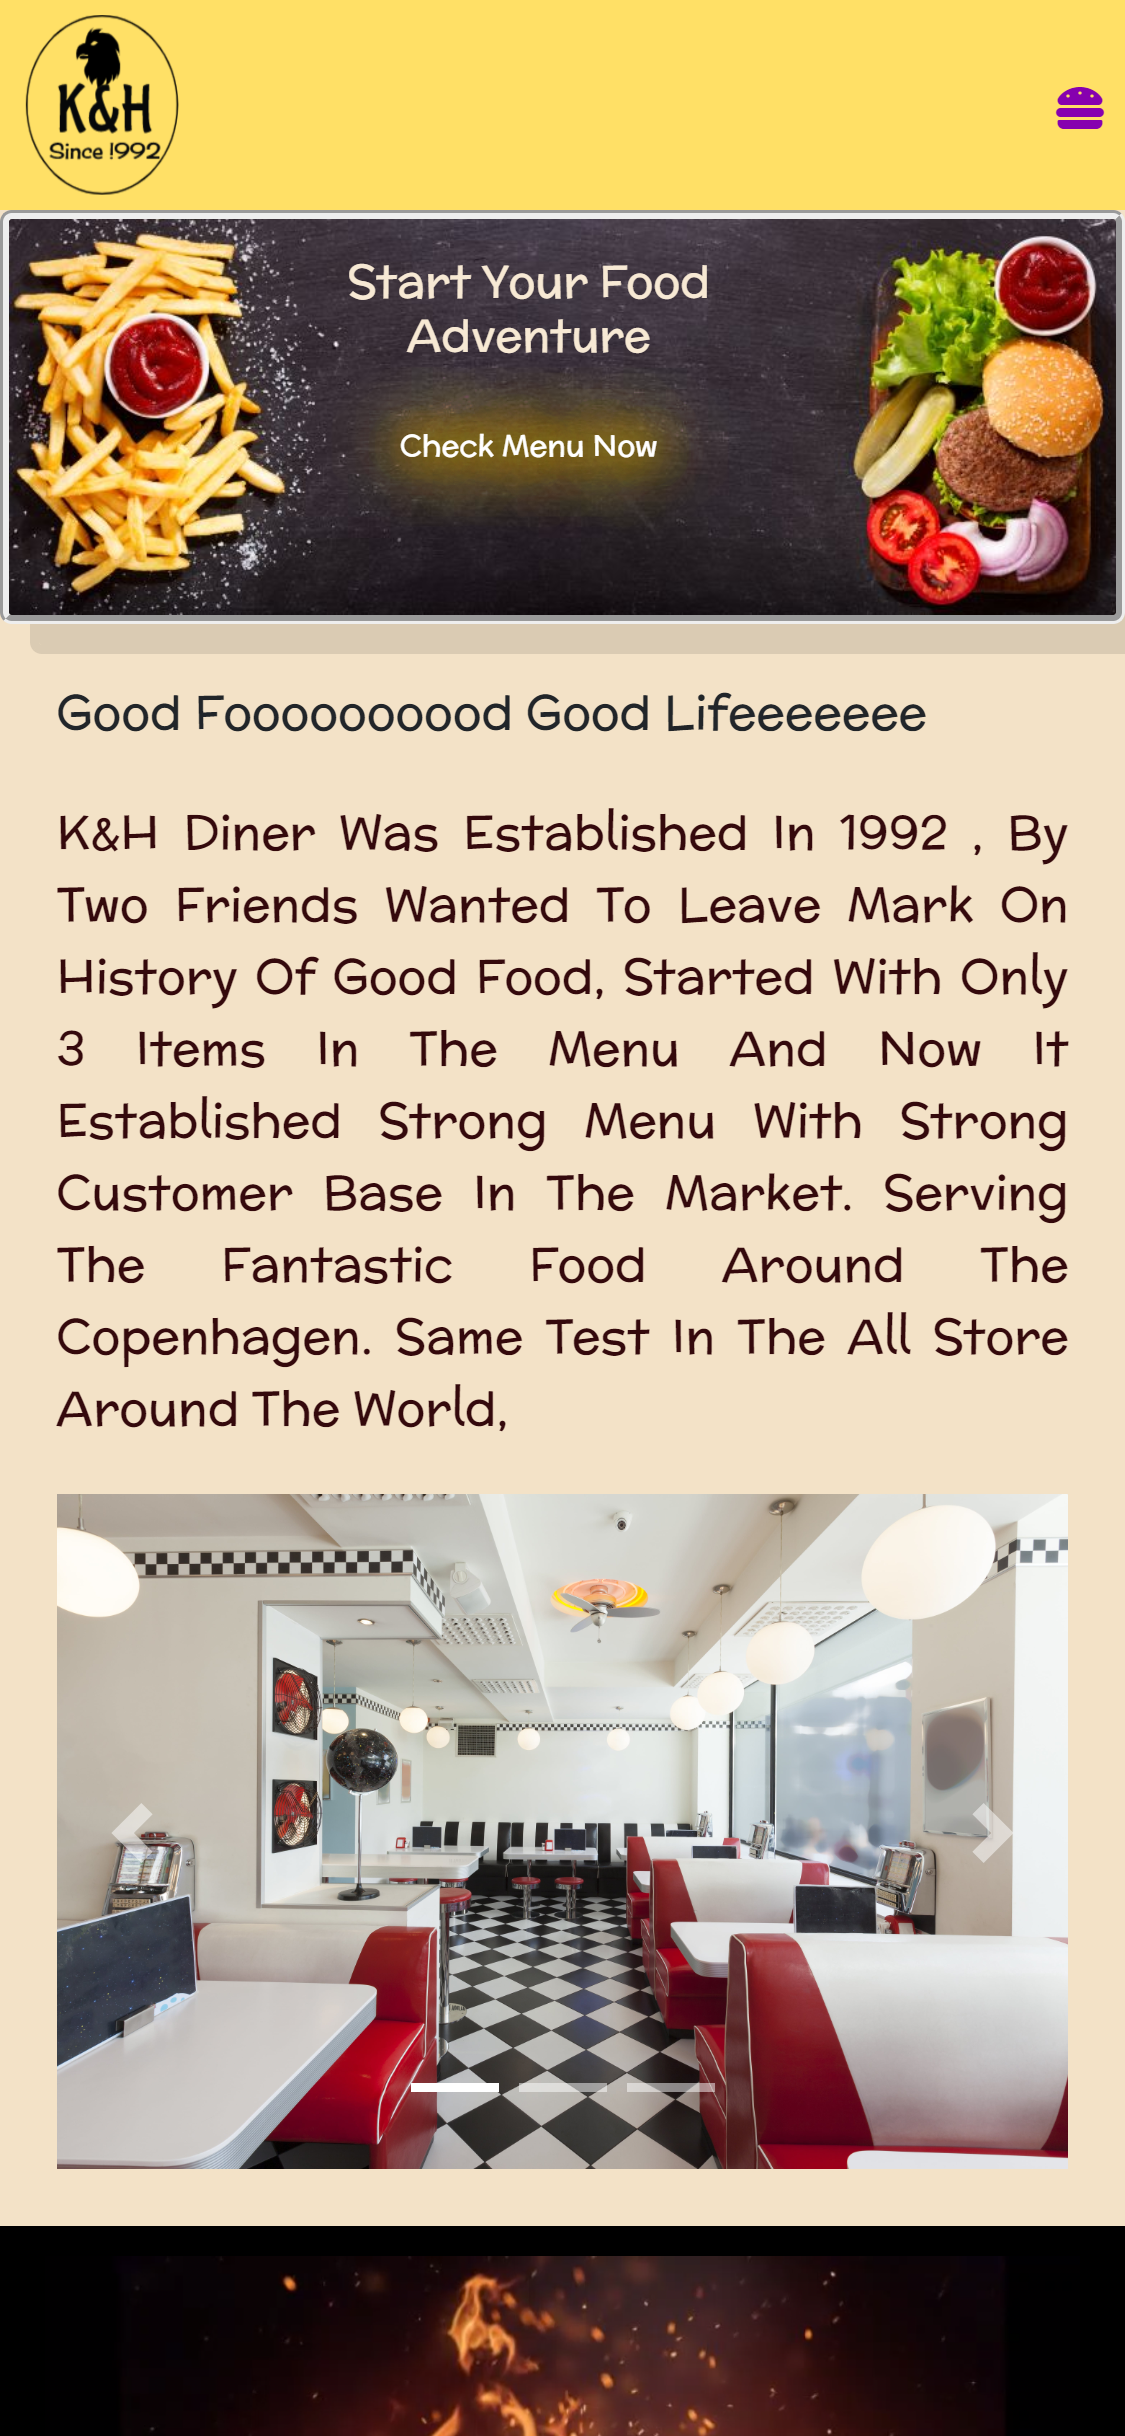 K&H
Since 1992
Start Your Food
Adventure
Check Menu Now
Good Foooooooood Good Lifeeeeeee
K&H Diner Was Established In 1992 , By
Two Friends Wanted To Leave Mark On
History Of Good Food, Started With Only
3 Items In The Menu And Now It
Established Strong Menu With Strong
Customer Base In The Market. Serving
The Fantastic Food Around The
Copenhagen. Same Test In The All Store
Around The World,